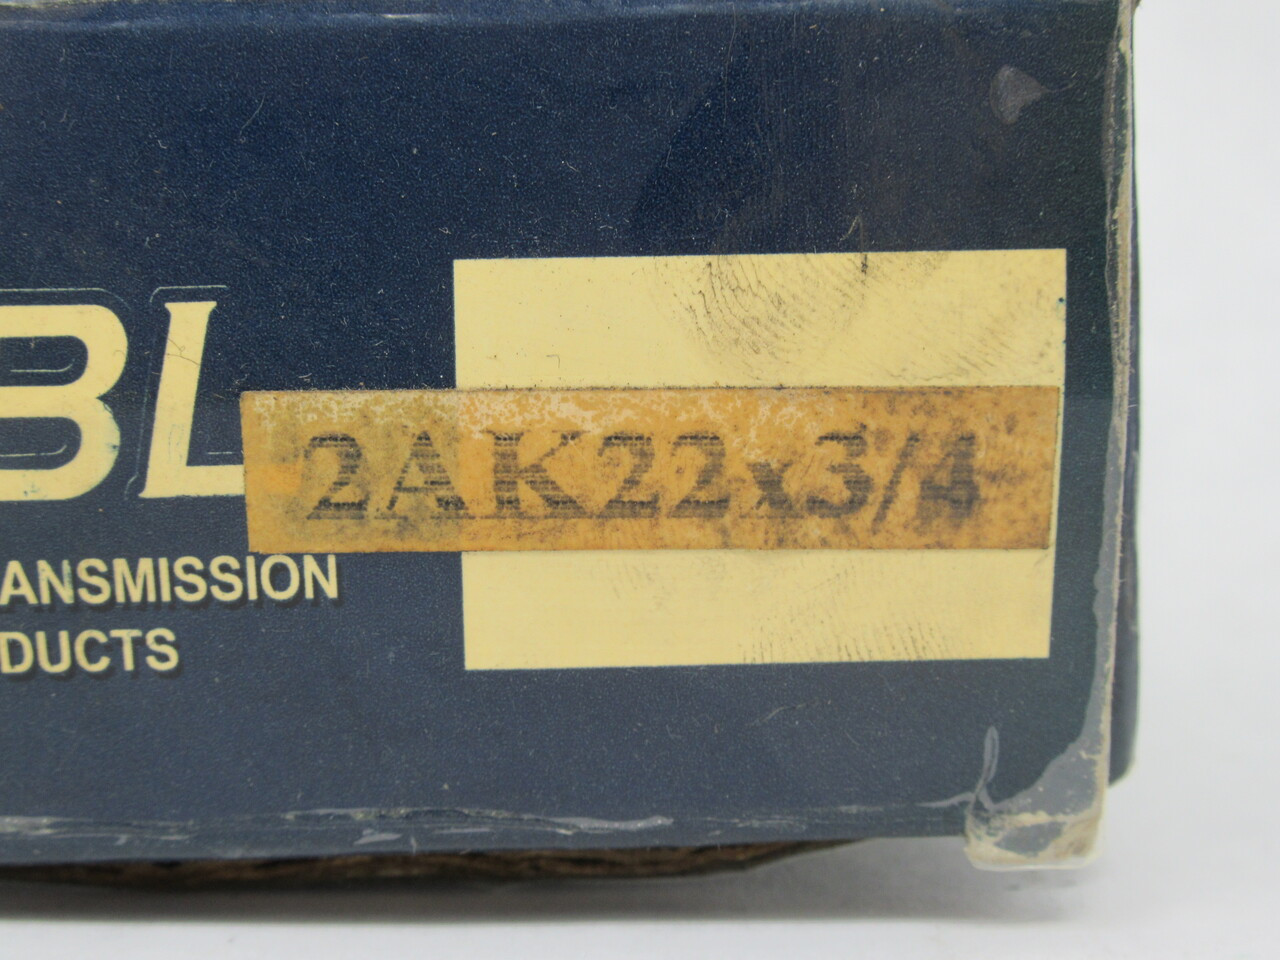 BL
2AK22x3/4
ANSMISSION
DUCTS